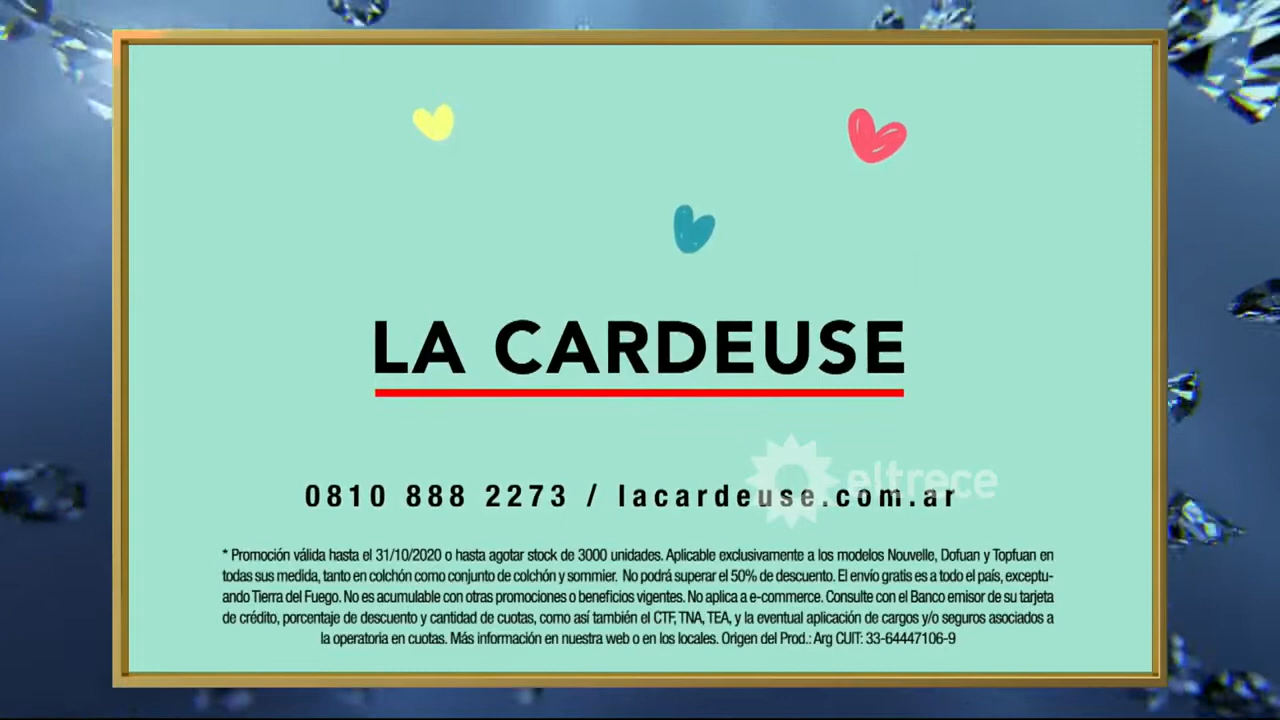 LA CARDEUSE
eltrece
0810 888 2273 / lacardeuse.com.ar
* Promoción válida hasta el 31/10/2020 o hasta agotar stock de 3000 unidades. Aplicable exclusivamente a los modelos Nouvelle, Dofuan y Topfuan en
todas sus medida, tanto en colchón como conjunto de colchón y sommier. No podrá superar el 50% de descuento. El envío gratis es a todo el país, exceptu-
ando Tierra del Fuego. No es acumulable con otras promociones o beneficios vigentes. No aplica a e-commerce. Consulte con el Banco emisor de su tarjeta
de crédito, porcentaje de descuento y cantidad de cuotas, como así también el CTF, TNA, TEA, y la eventual aplicación de cargos y/o seguros asociados a
la operatoria en cuotas. Más información en nuestra web o en los locales. Origen del Prod.: Arg CUIT: 33-64447106-9